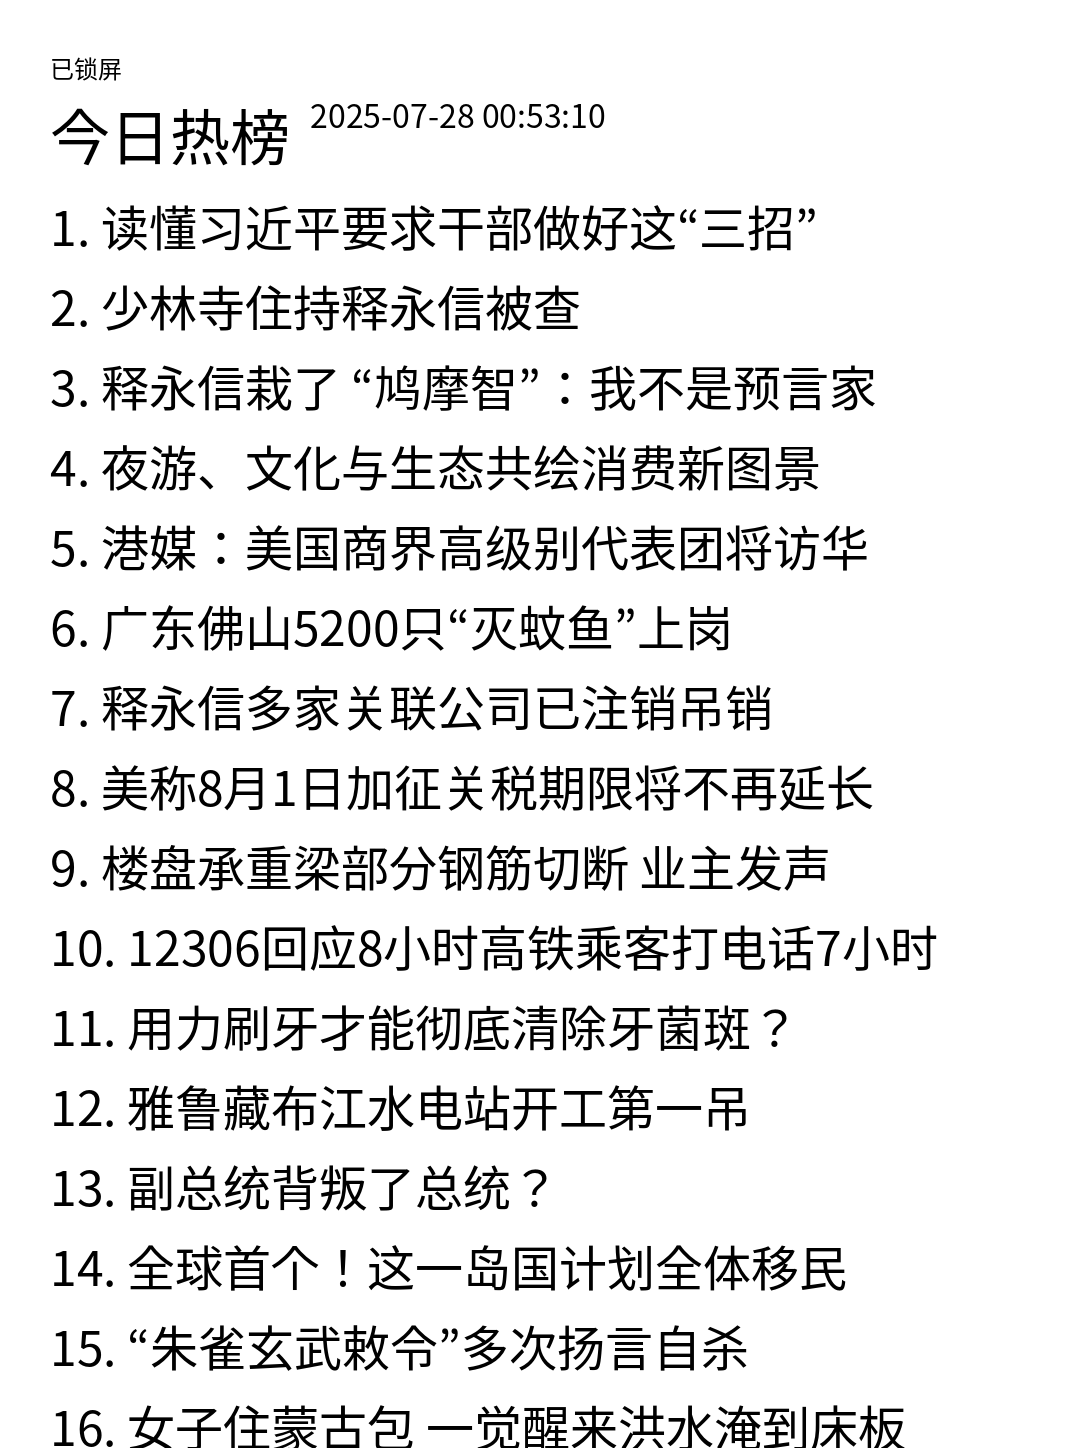 已锁屏
今日热榜 2025-07-28 00:53:10
1. 读懂习近平要求干部做好这“三招”
2. 少林寺住持释永信被查
3. 释永信栽了 “鸠摩智”：我不是预言家
4. 夜游、文化与生态共绘消费新图景
5. 港媒：美国商界高级别代表团将访华
6. 广东佛山5200只“灭蚊鱼”上岗
7. 释永信多家关联公司已注销吊销
8. 美称8月1日加征关税期限将不再延长
9. 楼盘承重梁部分钢筋切断 业主发声
10. 12306回应8小时高铁乘客打电话7小时
11. 用力刷牙才能彻底清除牙菌斑？
12. 雅鲁藏布江水电站开工第一吊
13. 副总统背叛了总统？
14. 全球首个！这一岛国计划全体移民
15. “朱雀玄武敕令”多次扬言自杀
16. 女子住蒙古包 一觉醒来洪水淹到床板